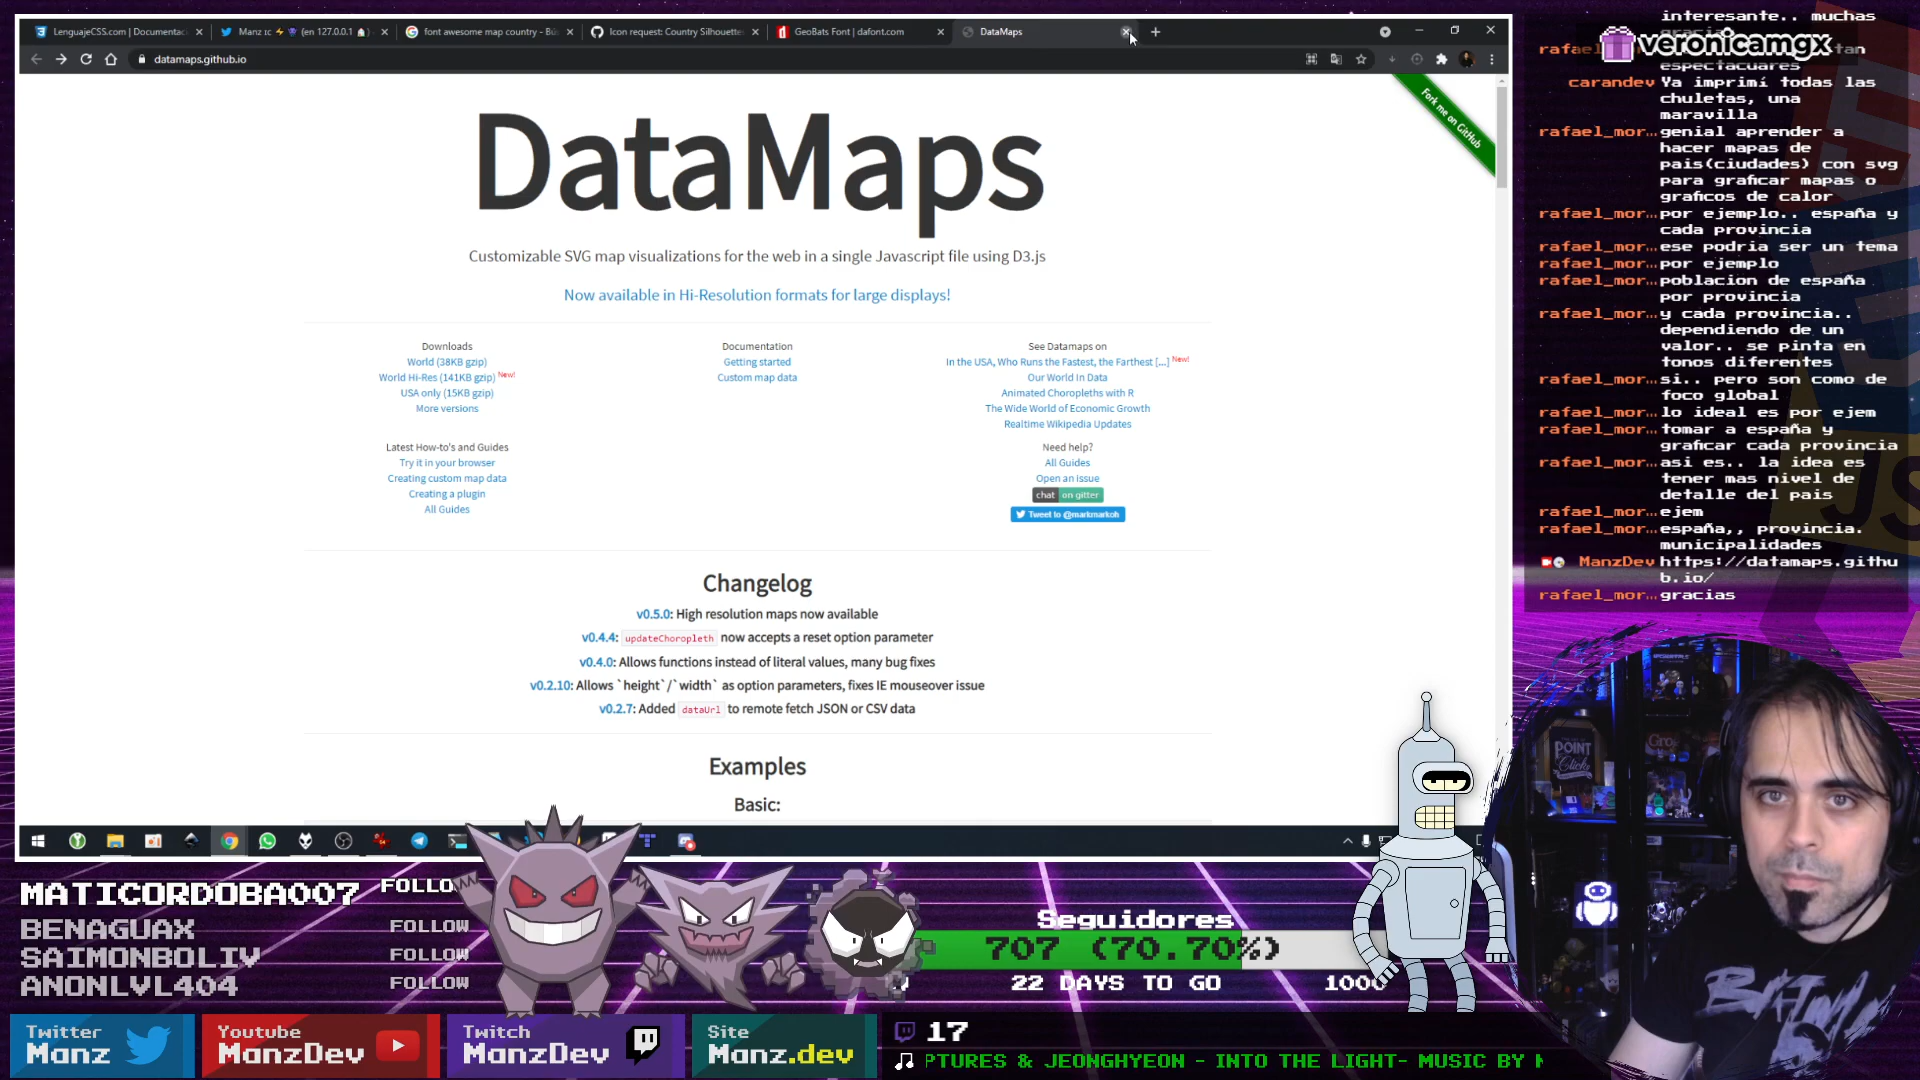 LenguajeCSS.com | Documentac
Manz
(en 127.0.0.1
font awesome map country - Bú
Icon request: Country Silhouette
GeoBats Font | dafont.com
DataMaps
datamaps.github.io
Fork me on GitHub
DataMaps
Customizable SVG map visualizations for the web in a single Javascript file using D3.js
Now available in Hi-Resolution formats for large displays!
Downloads
World (38KB gzip)
World Hi-Res (141KB gzip) New!
USA only (15KB gzip)
More versions
Documentation
Getting started
Custom map data
See Datamaps on
In the USA, Who Runs the Fastest, the Farthest [...] New!
Our World In Data
Animated Choropleths with R
The Wide World of Economic Growth
Realtime Wikipedia Updates
Latest How-to's and Guides
Try it in your browser
Creating custom map data
Creating a plugin
All Guides
Need help?
All Guides
Open an issue
chat on gitter
Tweet to @markmarkoh
Changelog
v0.5.0: High resolution maps now available
v0.4.4: updateChoropleth now accepts a reset option parameter
v0.4.0: Allows functions instead of literal values, many bug fixes
v0.2.10: Allows `height`/`width` as option parameters, fixes IE mouseover issue
v0.2.7: Added dataUrl to remote fetch JSON or CSV data
Examples
Basic:
interesante.. muchas
veronicamgx
espectacuares
carandev Ya imprimí todas las
chuletas, una
maravilla
rafael_mor… genial aprender a
hacer mapas de
pais(ciudades) con svg
para graficar mapas o
graficos de calor
rafael_mor… por ejemplo.. españa y
cada provincia
rafael_mor… ese podria ser un tema
rafael_mor… por ejemplo
rafael_mor… poblacion de españa
por provincia
rafael_mor… y cada provincia..
dependiendo de un
valor.. se pinta en
tonos diferentes
rafael_mor… si.. pero son como de
foco global
rafael_mor… lo ideal es por ejem
rafael_mor… tomar a españa y
graficar cada provincia
rafael_mor… asi es.. la idea es
tener mas nivel de
detalle del pais
rafael_mor… ejem
rafael_mor… españa,, provincia.
municipalidades
ManzDev https://datamaps.githu
b.io/
rafael_mor… gracias
POINT
Click
MATICORDOBA007 FOLLO
BENAGUAX FOLLOW
SAIMONBOLIV FOLLOW
ANONLVL404 FOLLOW
Seguidores
707 (70.70%)
22 DAYS TO GO
1000
Twitter
Manz
Youtube
ManzDev
Twitch
ManzDev
Site
Manz.dev
17
PTURES & JEONGHYEON - INTO THE LIGHT- MUSIC BY